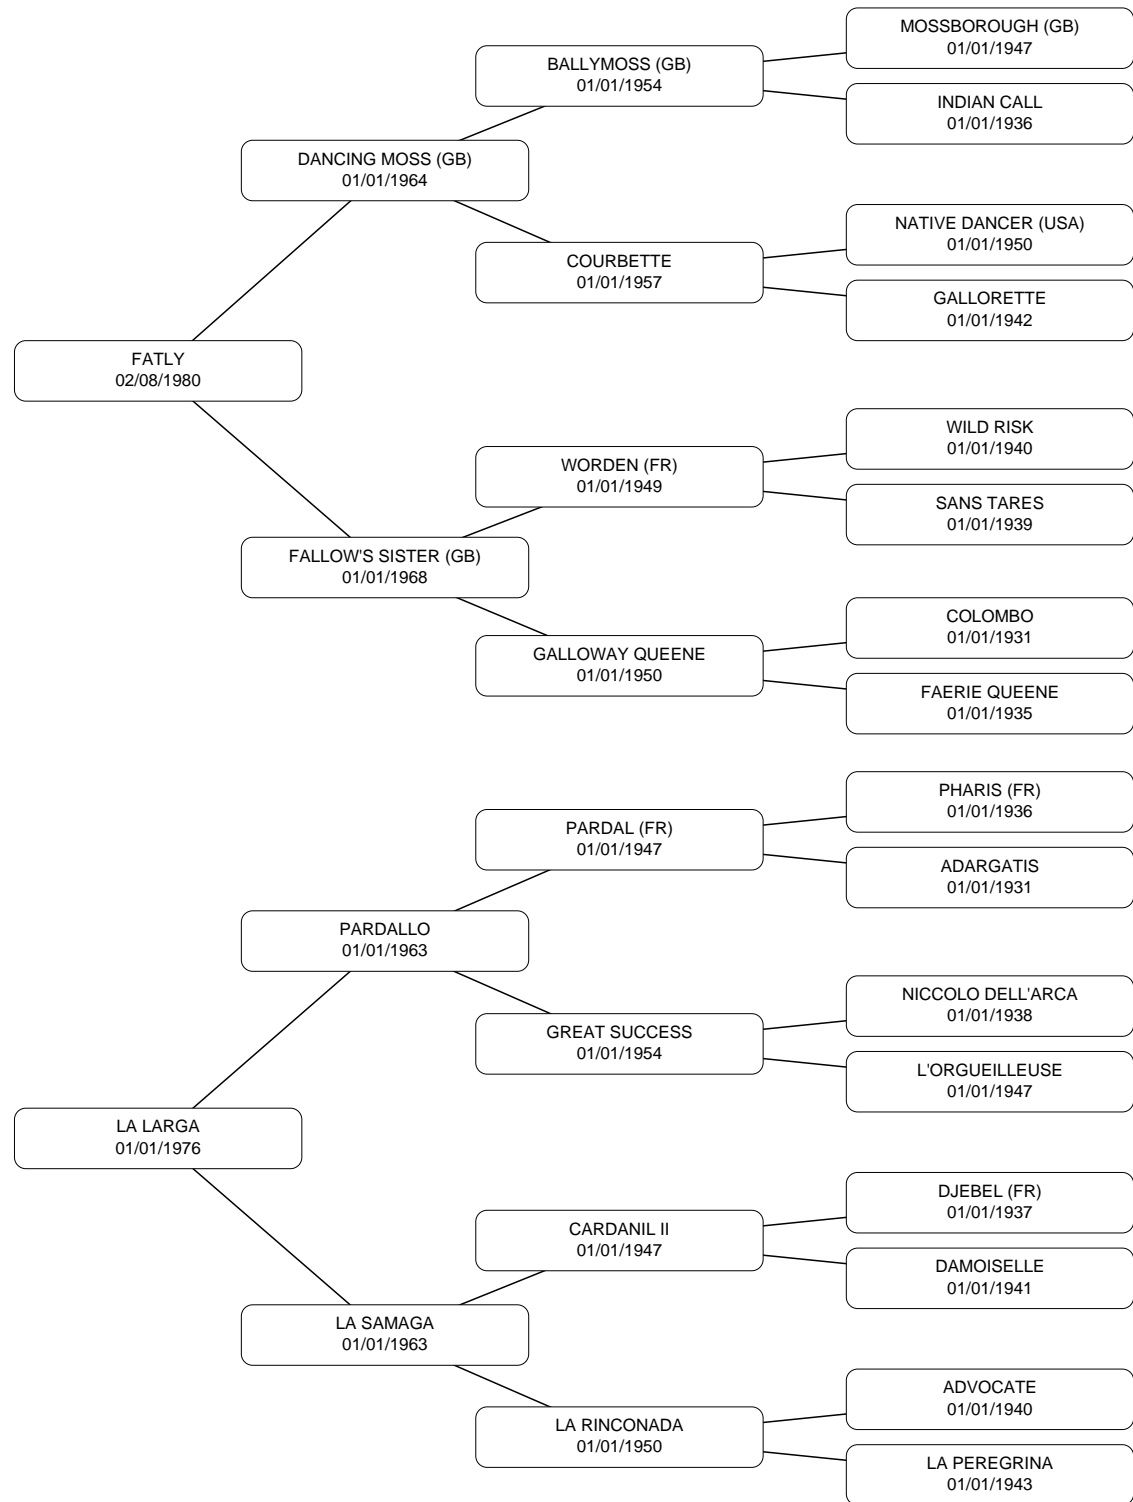 MOSSBOROUGH (GB)
01/01/1947
BALLYMOSS (GB)
01/01/1954
INDIAN CALL
01/01/1936
DANCING MOSS (GB)
01/01/1964
NATIVE DANCER (USA)
01/01/1950
COURBETTE
01/01/1957
GALLORETTE
01/01/1942
FATLY
02/08/1980
WILD RISK
01/01/1940
WORDEN (FR)
01/01/1949
SANS TARES
01/01/1939
FALLOW'S SISTER (GB)
01/01/1968
COLOMBO
01/01/1931
GALLOWAY QUEENE
01/01/1950
FAERIE QUEENE
01/01/1935
PHARIS (FR)
01/01/1936
PARDAL (FR)
01/01/1947
ADARGATIS
01/01/1931
PARDALLO
01/01/1963
NICCOLO DELL'ARCA
01/01/1938
GREAT SUCCESS
01/01/1954
L'ORGUEILLEUSE
01/01/1947
LA LARGA
01/01/1976
DJEBEL (FR)
01/01/1937
CARDANIL II
01/01/1947
DAMOISELLE
01/01/1941
LA SAMAGA
01/01/1963
ADVOCATE
01/01/1940
LA RINCONADA
01/01/1950
LA PEREGRINA
01/01/1943